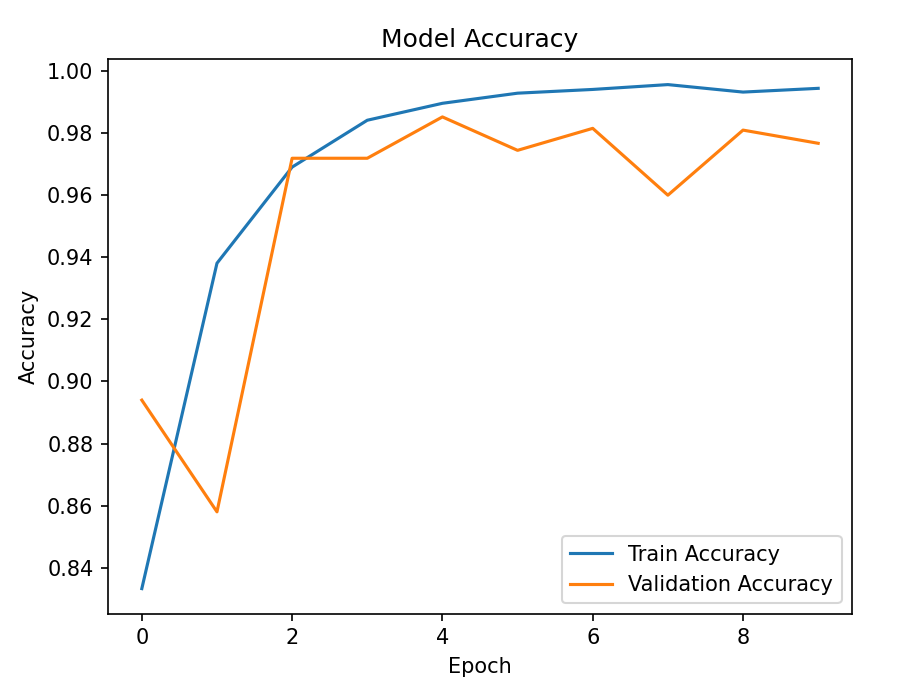 Model Accuracy
1.00
0.98
0.96
0.94
0.92
0.90
0.88
0.86
0.84
Accuracy
0 2 4 6 8
Epoch
Train Accuracy
Validation Accuracy